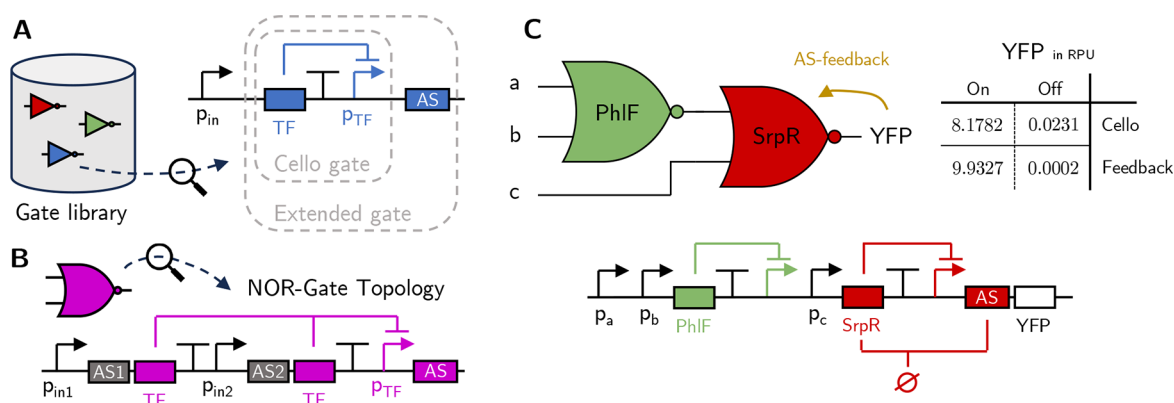 A
Gate library
p_in
TF
p_TF
AS
Cello gate
Extended gate
B
NOR-Gate Topology
p_in1
AS1
TF
p_in2
AS2
TF
p_TF
AS
C
a
b
c
PhlF
SrpR
AS-feedback
YFP
YFP in RPU
On Off
8.1782 0.0231 Cello
9.9327 0.0002 Feedback
p_a
p_b
PhlF
p_c
SrpR
AS
YFP